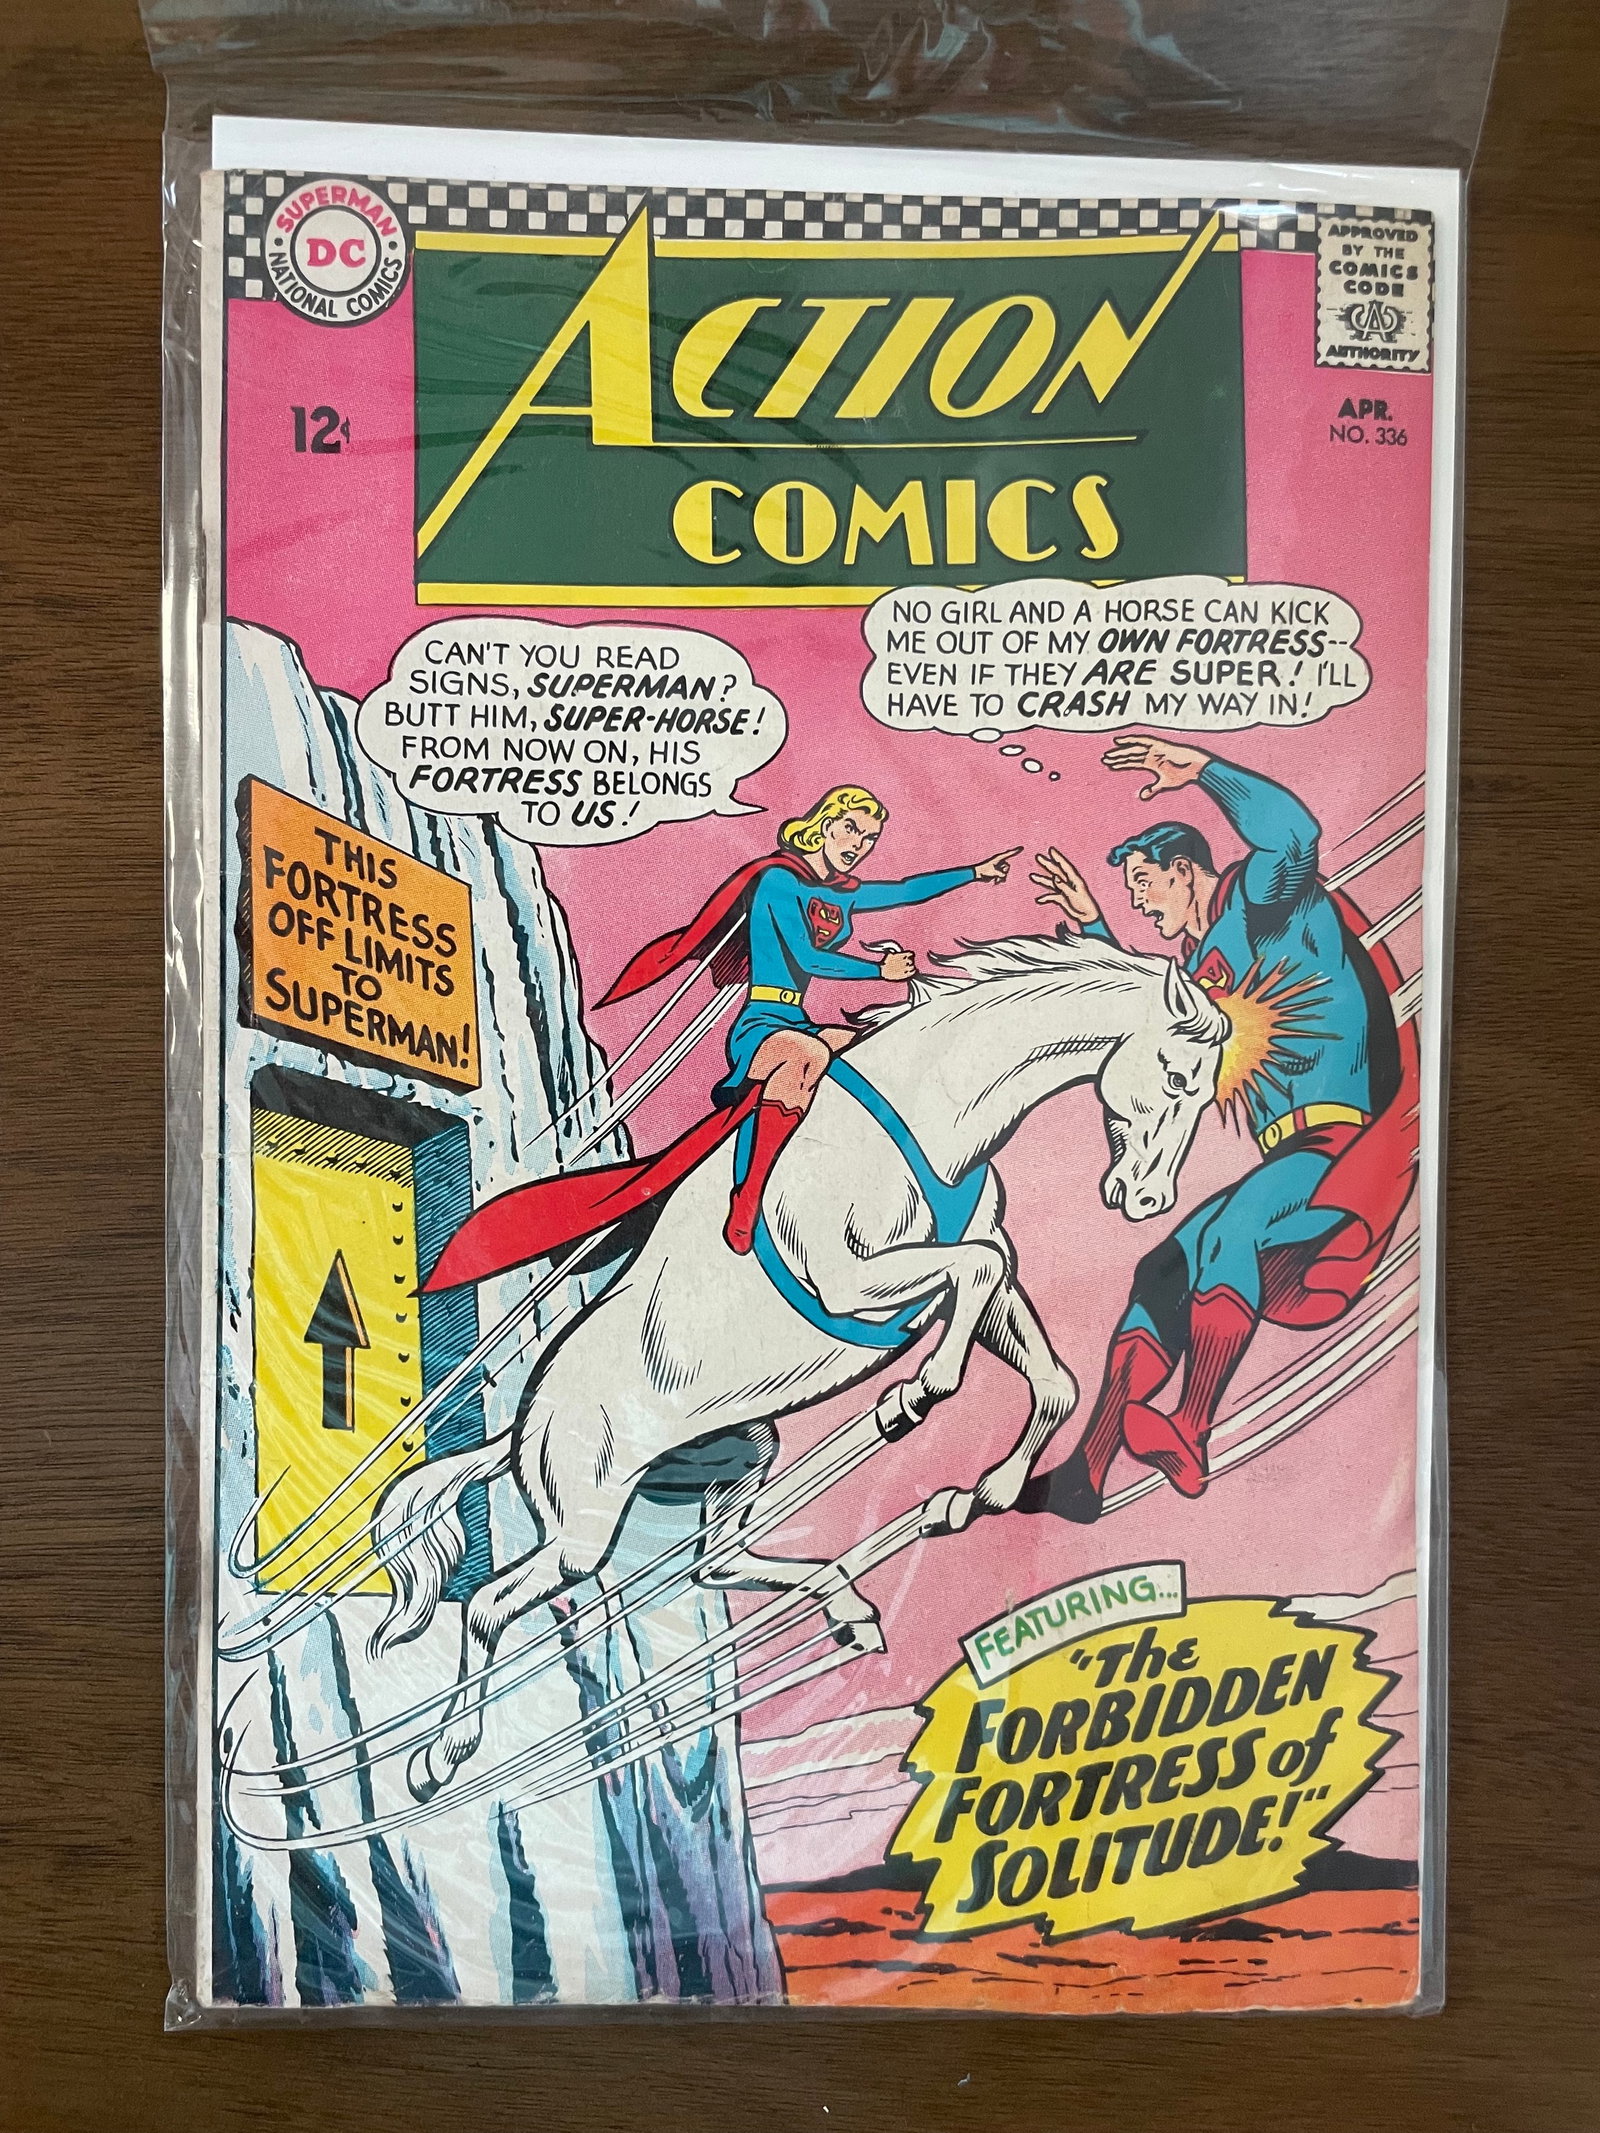 SUPERMAN
DC
NATIONAL COMICS
ACTION
COMICS
APPROVED
BY THE
COMICS
CODE
CA
AUTHORITY
12¢
APR.
NO. 336
CAN'T YOU READ
SIGNS, SUPERMAN?
BUTT HIM, SUPER-HORSE!
FROM NOW ON, HIS
FORTRESS BELONGS
TO US!
NO GIRL AND A HORSE CAN KICK
ME OUT OF MY OWN FORTRESS--
EVEN IF THEY ARE SUPER! I'LL
HAVE TO CRASH MY WAY IN!
THIS
FORTRESS
OFF LIMITS
TO
SUPERMAN!
S
FEATURING...
"The
FORBIDDEN
FORTRESS of
SOLITUDE!"